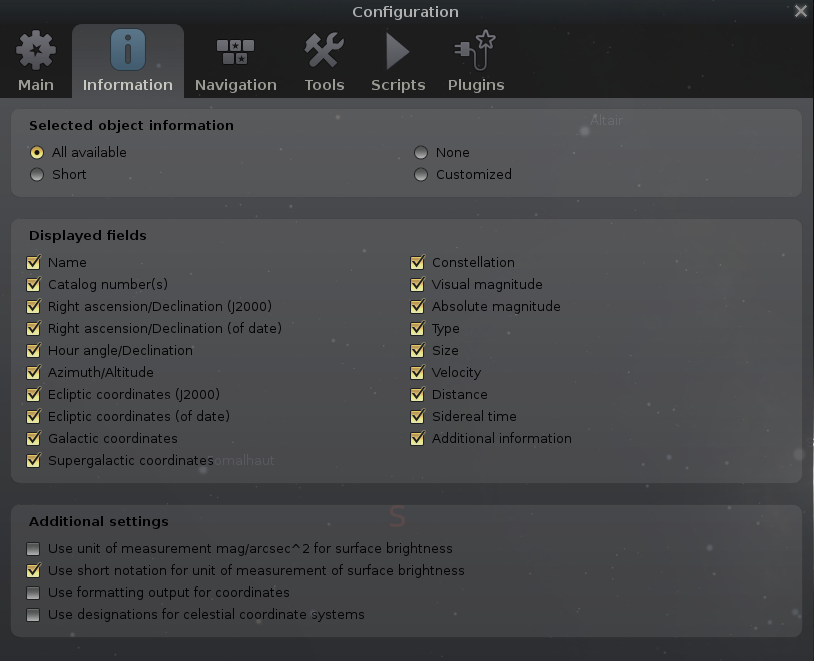 Configuration
Main
Information
Navigation
Tools
Scripts
Plugins
Selected object information
Altair
All available
None
Short
Customized
Displayed fields
Name
Constellation
Catalog number(s)
Visual magnitude
Right ascension/Declination (J2000)
Absolute magnitude
Right ascension/Declination (of date)
Type
Hour angle/Declination
Size
Azimuth/Altitude
Velocity
Ecliptic coordinates (J2000)
Distance
Ecliptic coordinates (of date)
Sidereal time
Galactic coordinates
Additional information
Supergalactic coordinates
omalhaut
S
Additional settings
Use unit of measurement mag/arcsec^2 for surface brightness
Use short notation for unit of measurement of surface brightness
Use formatting output for coordinates
Use designations for celestial coordinate systems